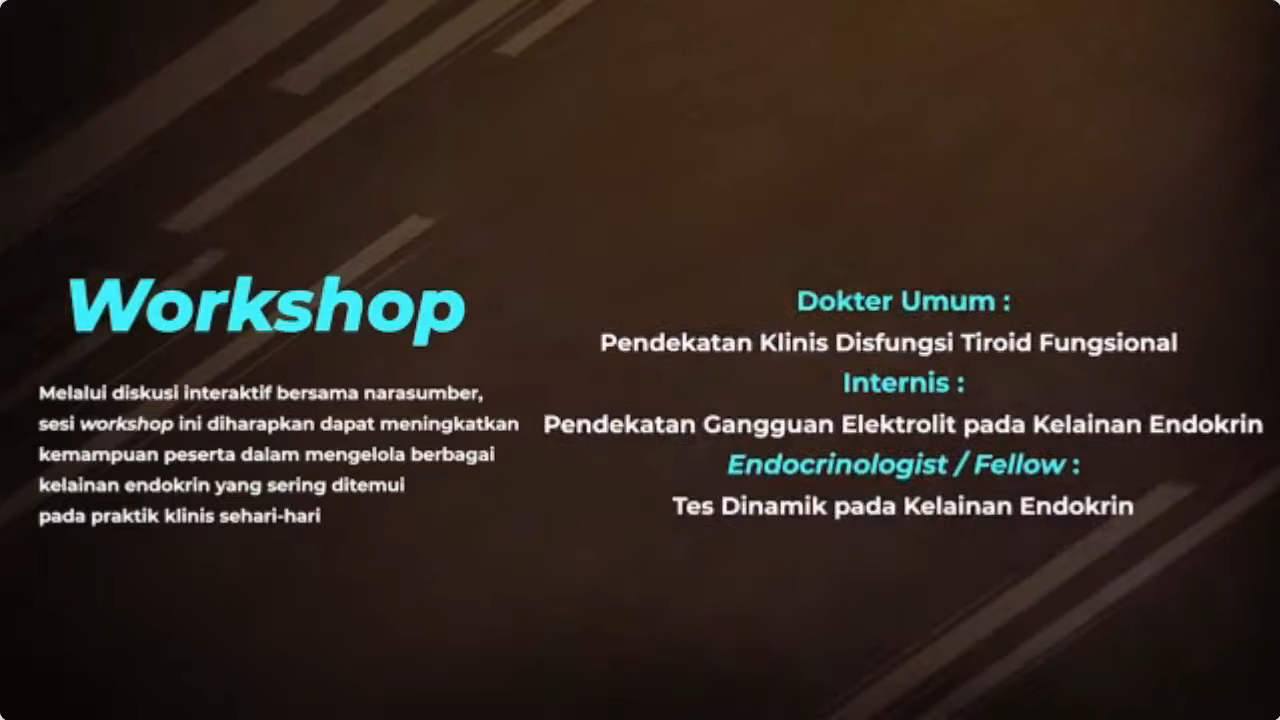 Workshop
Melalui diskusi interaktif bersama narasumber,
sesi workshop ini diharapkan dapat meningkatkan
kemampuan peserta dalam mengelola berbagai
kelainan endokrin yang sering ditemui
pada praktik klinis sehari-hari
Dokter Umum :
Pendekatan Klinis Disfungsi Tiroid Fungsional
Internis :
Pendekatan Gangguan Elektrolit pada Kelainan Endokrin
Endocrinologist / Fellow :
Tes Dinamik pada Kelainan Endokrin